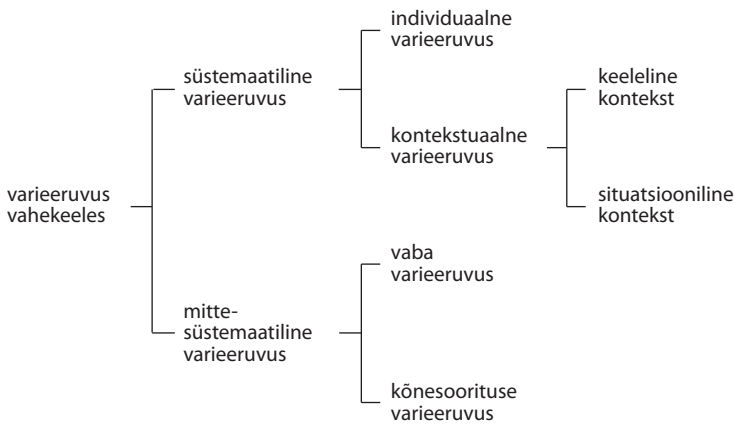 individuaalne
varieeruvus
süstemaatiline
varieeruvus
keeleline
kontekst
kontekstuaalne
varieeruvus
varieeruvus
vahekeeles
situatsiooniline
kontekst
vaba
varieeruvus
mitte-
süstemaatiline
varieeruvus
kõnesoorituse
varieeruvus